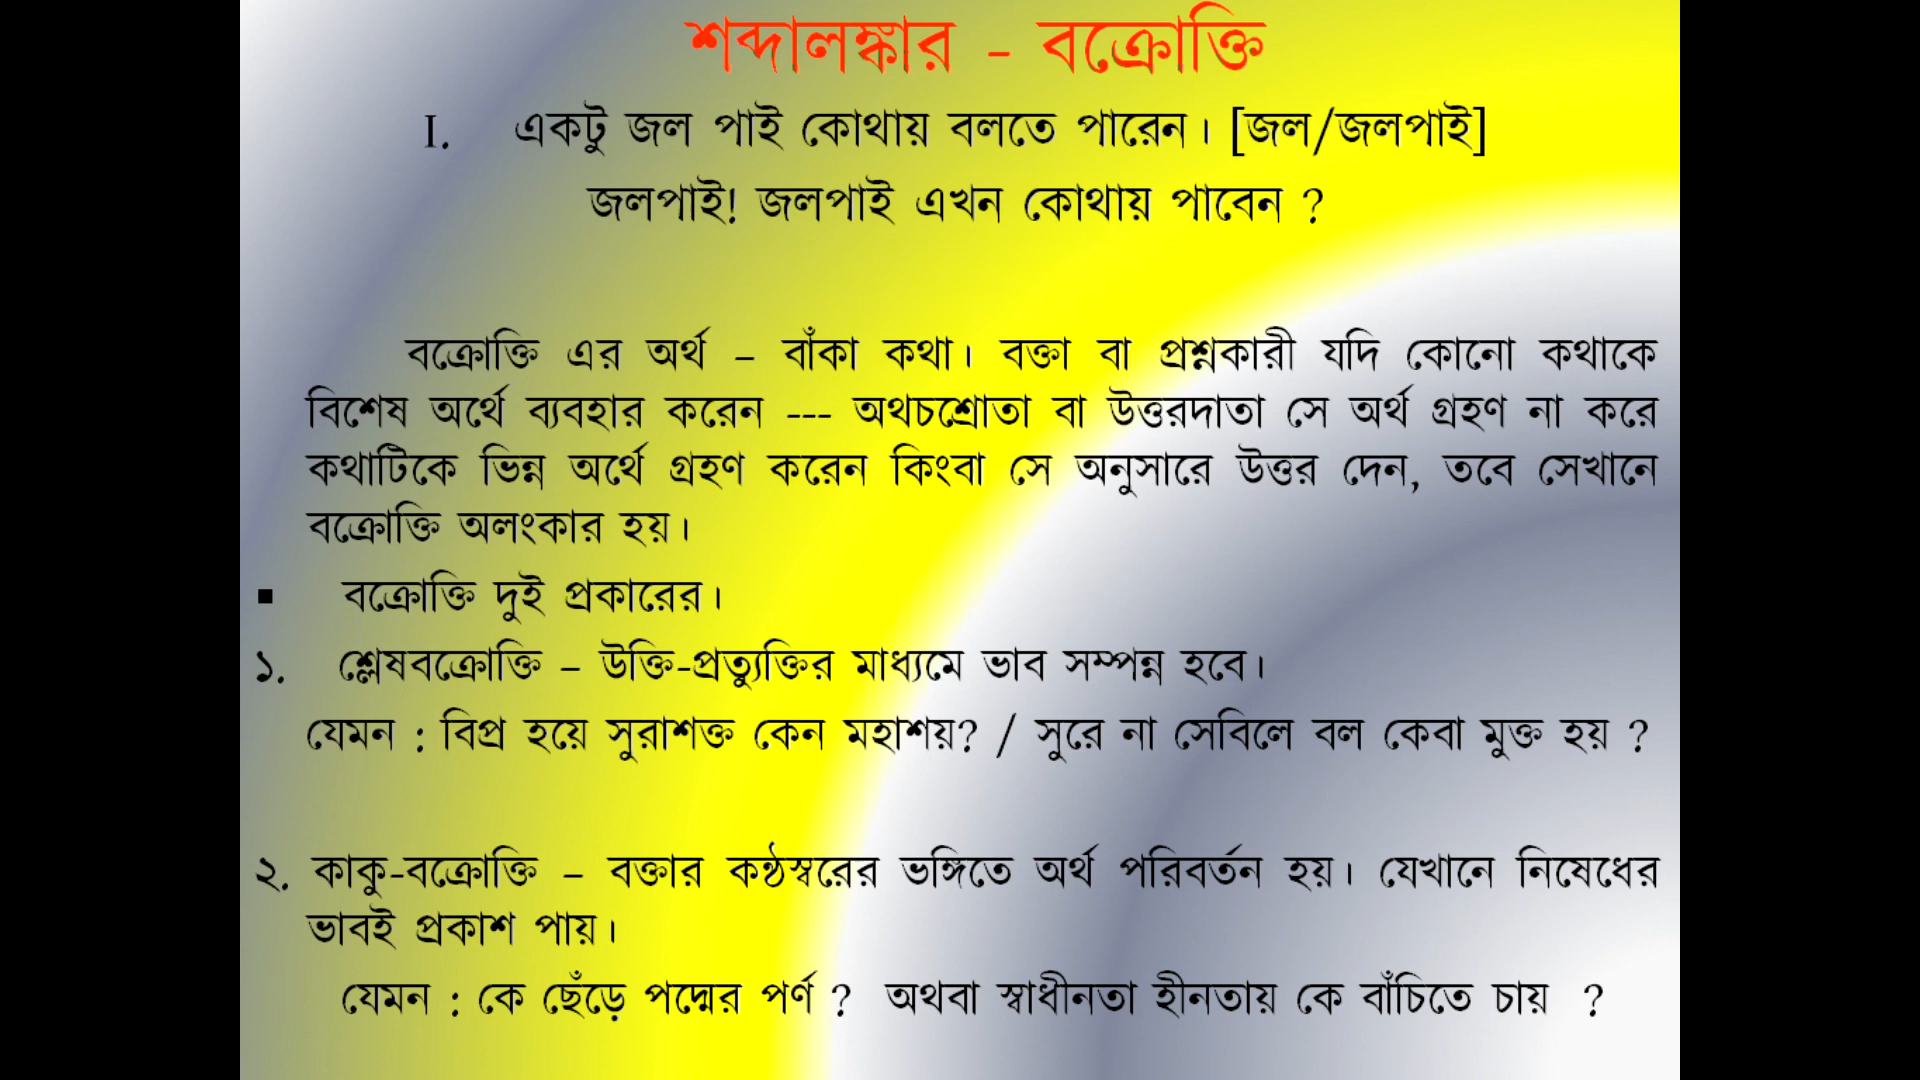 শব্দালঙ্কার - বক্রোক্তি
I. একটু জল পাই কোথায় বলতে পারেন। [জল/জলপাই]
জলপাই! জলপাই এখন কোথায় পাবেন ?
বক্রোক্তি এর অর্থ – বাঁকা কথা। বক্তা বা প্রশ্নকারী যদি কোনো কথাকে
বিশেষ অর্থে ব্যবহার করেন --- অথচশ্রোতা বা উত্তরদাতা সে অর্থ গ্রহণ না করে
কথাটিকে ভিন্ন অর্থে গ্রহণ করেন কিংবা সে অনুসারে উত্তর দেন, তবে সেখানে
বক্রোক্তি অলংকার হয়।
▪ বক্রোক্তি দুই প্রকারের।
১. শ্লেষবক্রোক্তি – উক্তি-প্রত্যুক্তির মাধ্যমে ভাব সম্পন্ন হবে।
যেমন : বিপ্র হয়ে সুরাশক্ত কেন মহাশয়? / সুরে না সেবিলে বল কেবা মুক্ত হয় ?
২. কাকু-বক্রোক্তি – বক্তার কন্ঠস্বরের ভঙ্গিতে অর্থ পরিবর্তন হয়। যেখানে নিষেধের
ভাবই প্রকাশ পায়।
যেমন : কে ছেঁড়ে পদ্মের পর্ণ ? অথবা স্বাধীনতা হীনতায় কে বাঁচিতে চায় ?